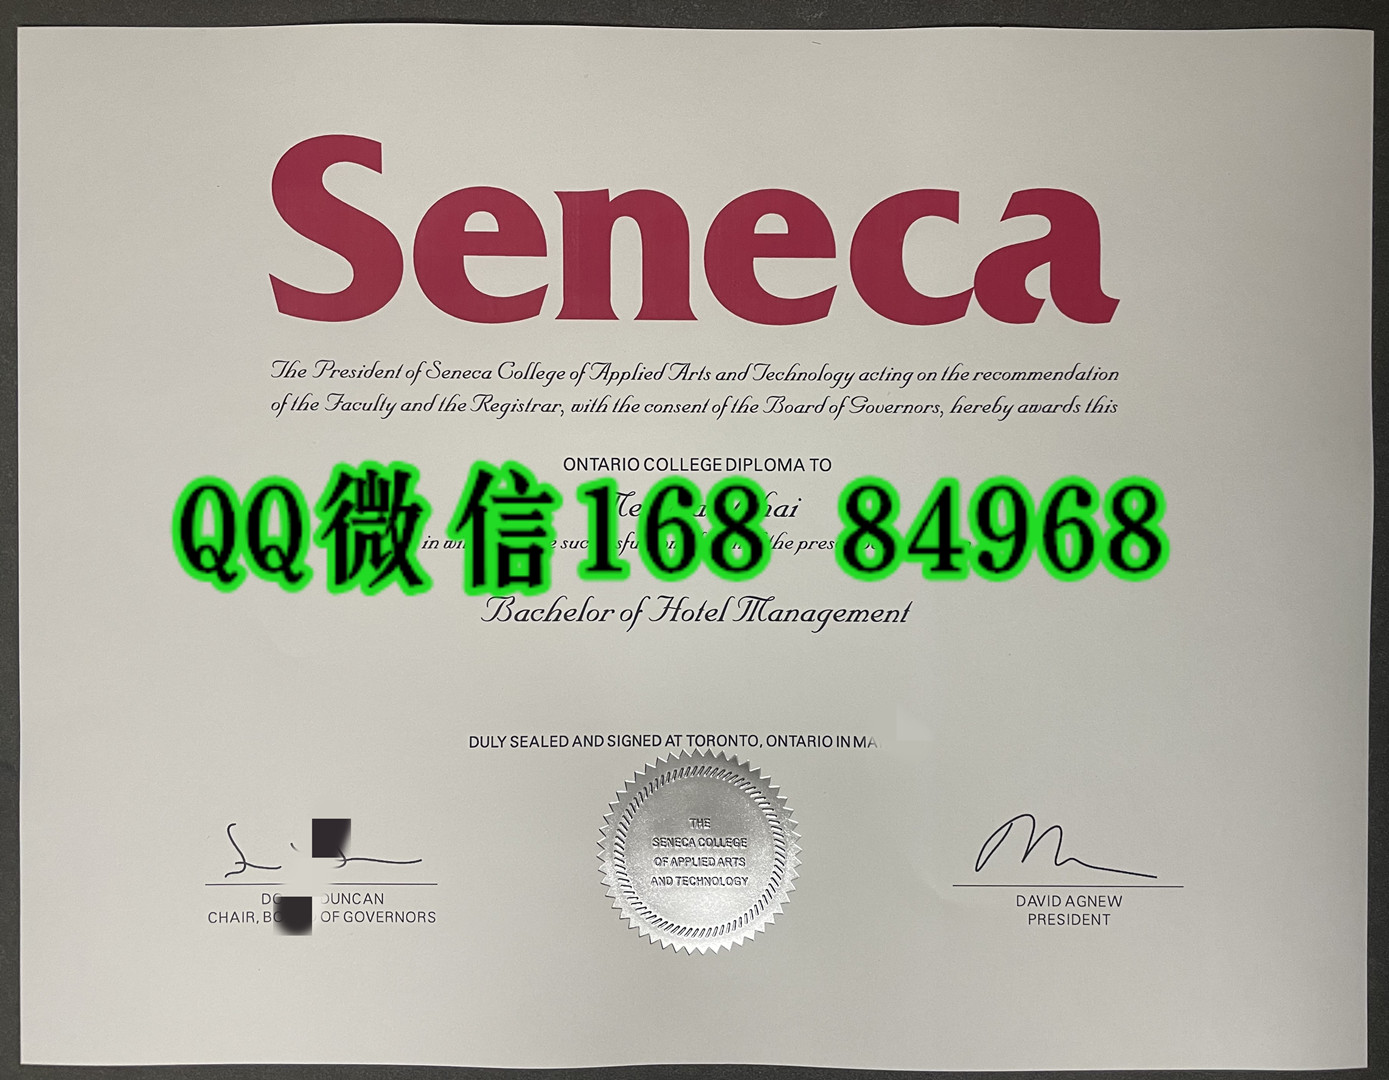 Seneca
The President of Seneca College of Applied Arts and Technology acting on the recommendation
of the Faculty and the Registrar, with the consent of the Board of Governors, hereby awards this
ONTARIO COLLEGE DIPLOMA TO
QQ微信168 84968
in the
Bachelor of Hotel Management
DULY SEALED AND SIGNED AT TORONTO, ONTARIO IN
THE
SENECA COLLEGE
OF APPLIED ARTS
AND TECHNOLOGY
DUNCAN
CHAIR, OF GOVERNORS
DAVID AGNEW
PRESIDENT